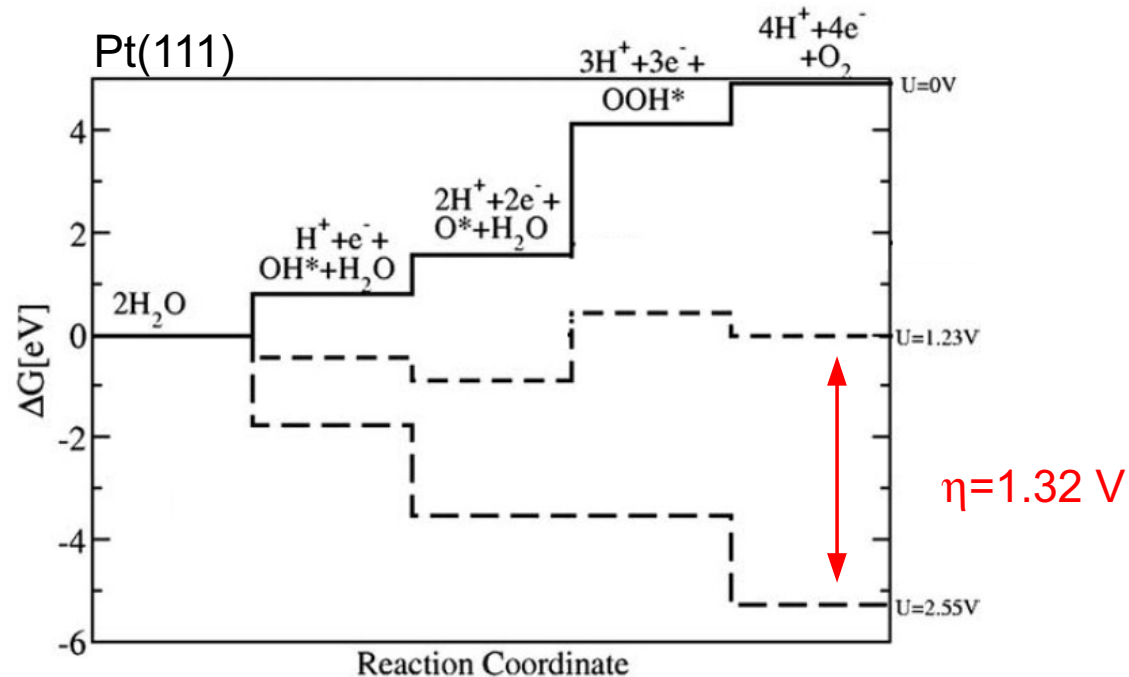 Pt(111)
4H⁺+4e⁻
+O₂
3H⁺+3e⁻+
OOH*
U=0V
4
2H⁺+2e⁻+
O*+H₂O
2
H⁺+e⁻+
OH*+H₂O
2H₂O
0
U=1.23V
ΔG[eV]
-2
η=1.32 V
-4
U=2.55V
-6
Reaction Coordinate